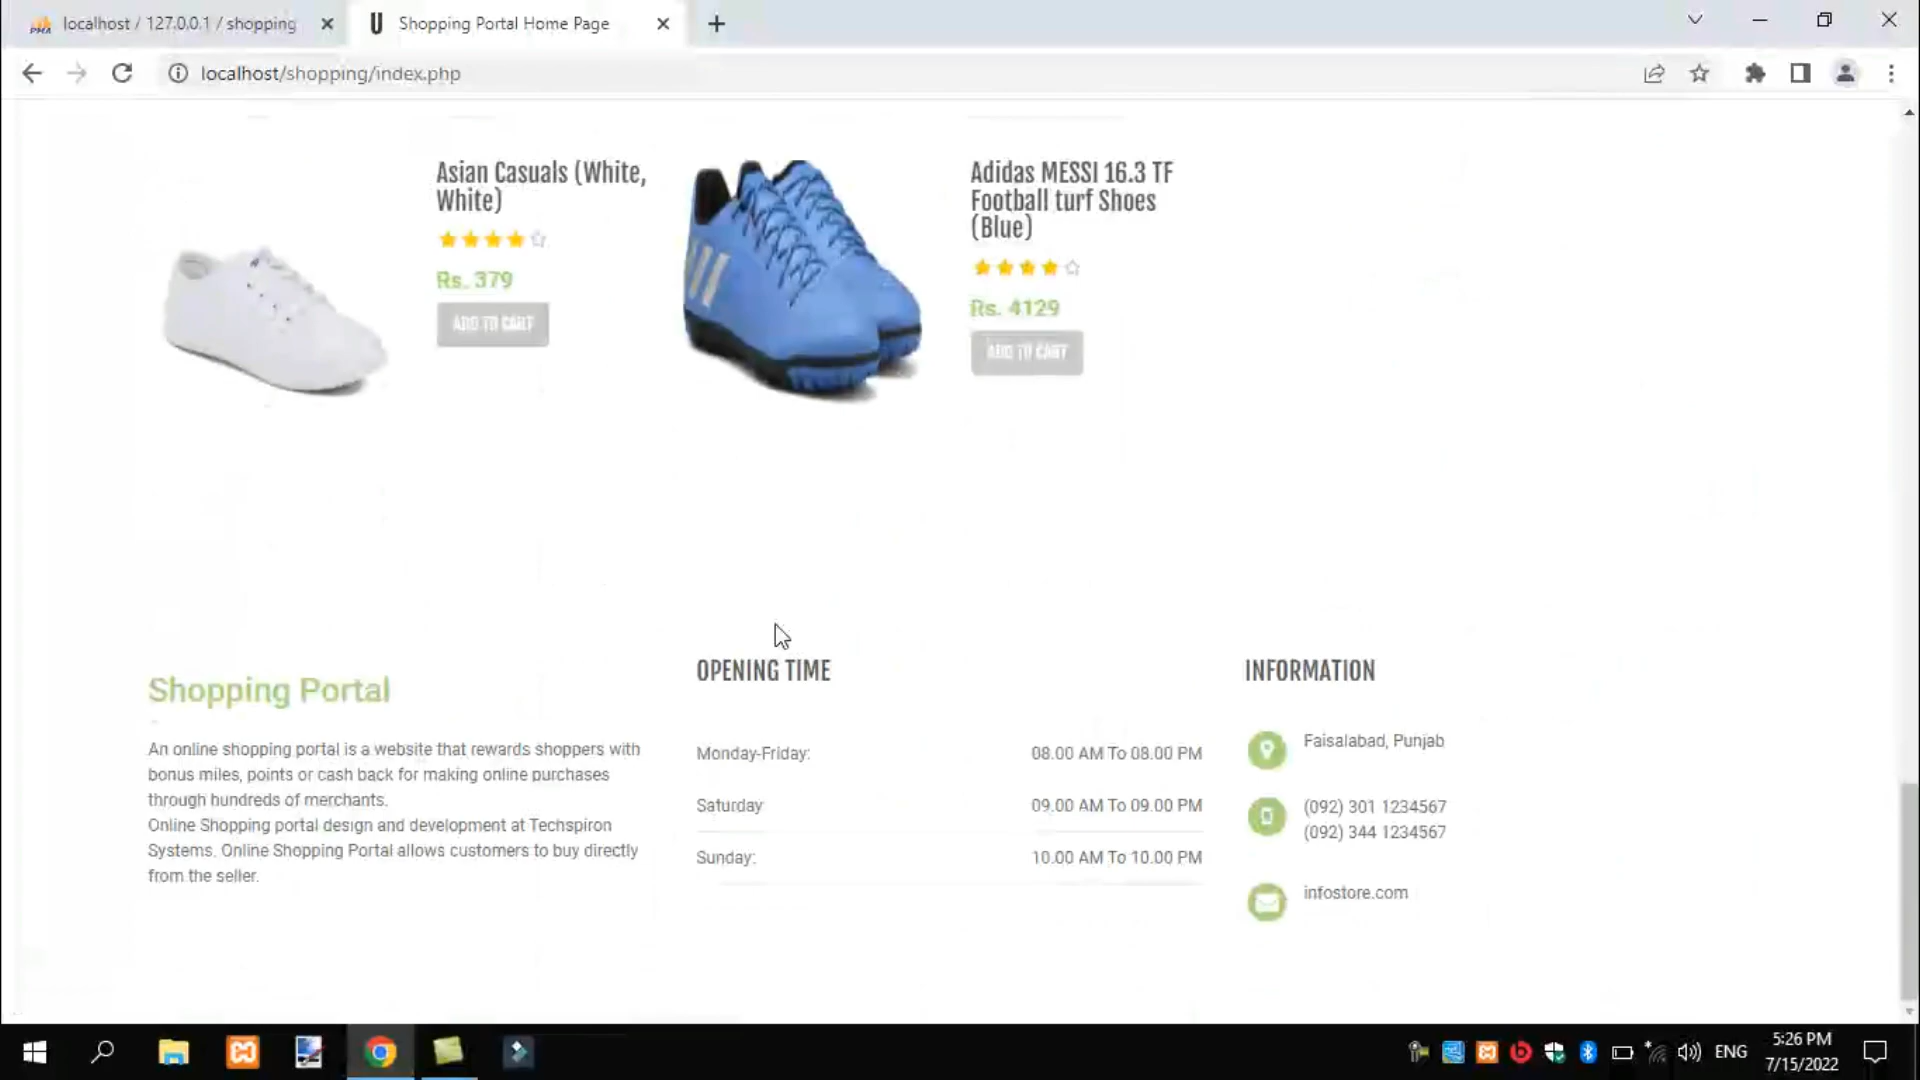 localhost / 127.0.0.1 / shopping
Shopping Portal Home Page
localhost/shopping/index.php
Asian Casuals (White,
White)
Rs. 379
ADD TO CART
Adidas MESSI 16.3 TF
Football turf Shoes
(Blue)
Rs. 4129
ADD TO CART
Shopping Portal
An online shopping portal is a website that rewards shoppers with
bonus miles, points or cash back for making online purchases
through hundreds of merchants.
Online Shopping portal design and development at Techspiron
Systems. Online Shopping Portal allows customers to buy directly
from the seller.
OPENING TIME
Monday-Friday: 08.00 AM To 08.00 PM
Saturday 09.00 AM To 09.00 PM
Sunday: 10.00 AM To 10.00 PM
INFORMATION
Faisalabad, Punjab
(092) 301 1234567
(092) 344 1234567
infostore.com
ENG
5:26 PM
7/15/2022